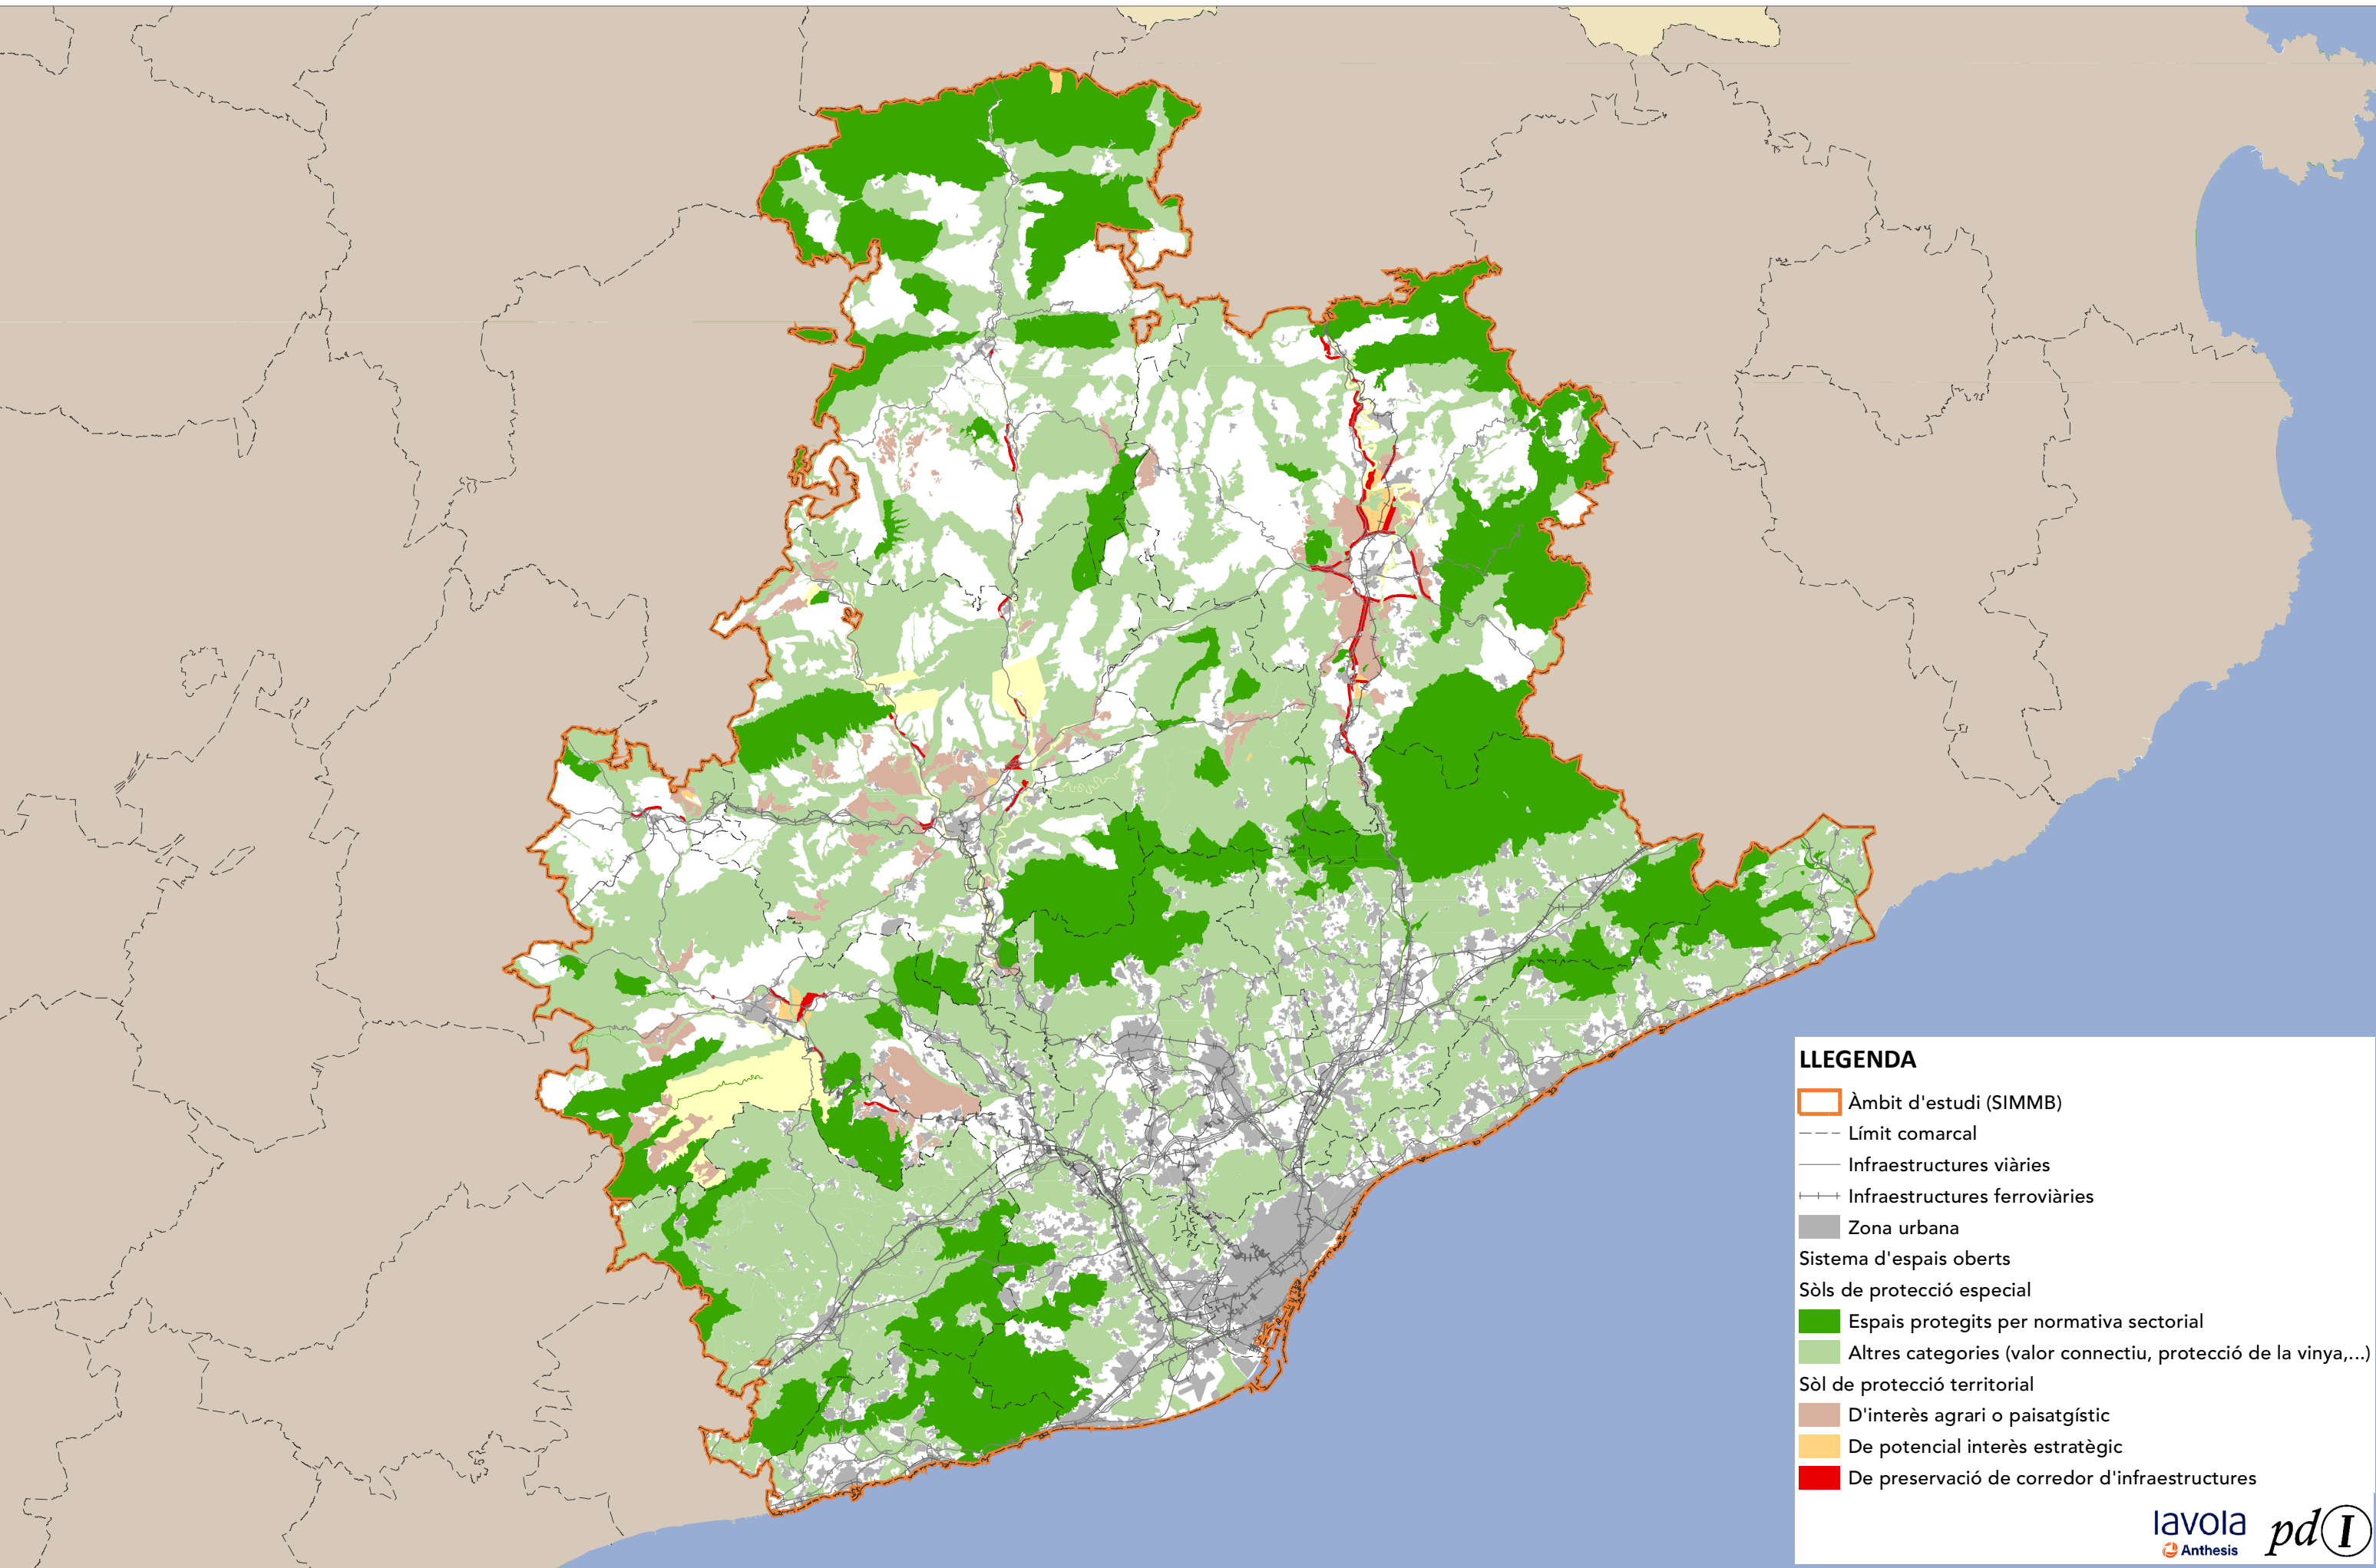 LLEGENDA
Àmbit d'estudi (SIMMB)
Límit comarcal
Infraestructures viàries
Infraestructures ferroviàries
Zona urbana
Sistema d'espais oberts
Sòls de protecció especial
Espais protegits per normativa sectorial
Altres categories (valor connectiu, protecció de la vinya,...)
Sòl de protecció territorial
D'interès agrari o paisatgístic
De potencial interès estratègic
De preservació de corredor d'infraestructures
lavola
Anthesis
pdI